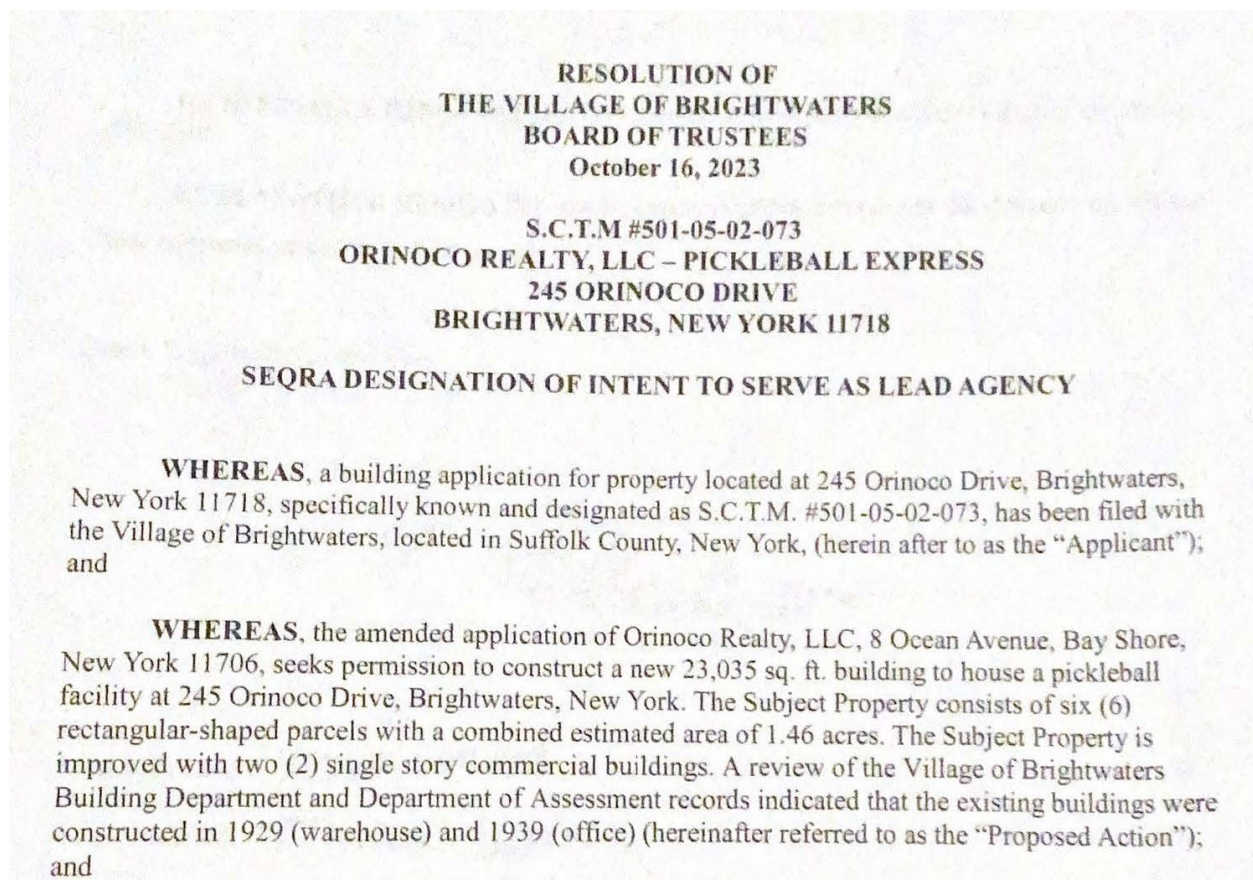 RESOLUTION OF
THE VILLAGE OF BRIGHTWATERS
BOARD OF TRUSTEES
October 16, 2023
S.C.T.M #501-05-02-073
ORINOCO REALTY, LLC – PICKLEBALL EXPRESS
245 ORINOCO DRIVE
BRIGHTWATERS, NEW YORK 11718
SEQRA DESIGNATION OF INTENT TO SERVE AS LEAD AGENCY
WHEREAS, a building application for property located at 245 Orinoco Drive, Brightwaters,
New York 11718, specifically known and designated as S.C.T.M. #501-05-02-073, has been filed with
the Village of Brightwaters, located in Suffolk County, New York, (herein after to as the “Applicant”);
and
WHEREAS, the amended application of Orinoco Realty, LLC, 8 Ocean Avenue, Bay Shore,
New York 11706, seeks permission to construct a new 23,035 sq. ft. building to house a pickleball
facility at 245 Orinoco Drive, Brightwaters, New York. The Subject Property consists of six (6)
rectangular-shaped parcels with a combined estimated area of 1.46 acres. The Subject Property is
improved with two (2) single story commercial buildings. A review of the Village of Brightwaters
Building Department and Department of Assessment records indicated that the existing buildings were
constructed in 1929 (warehouse) and 1939 (office) (hereinafter referred to as the “Proposed Action”);
and